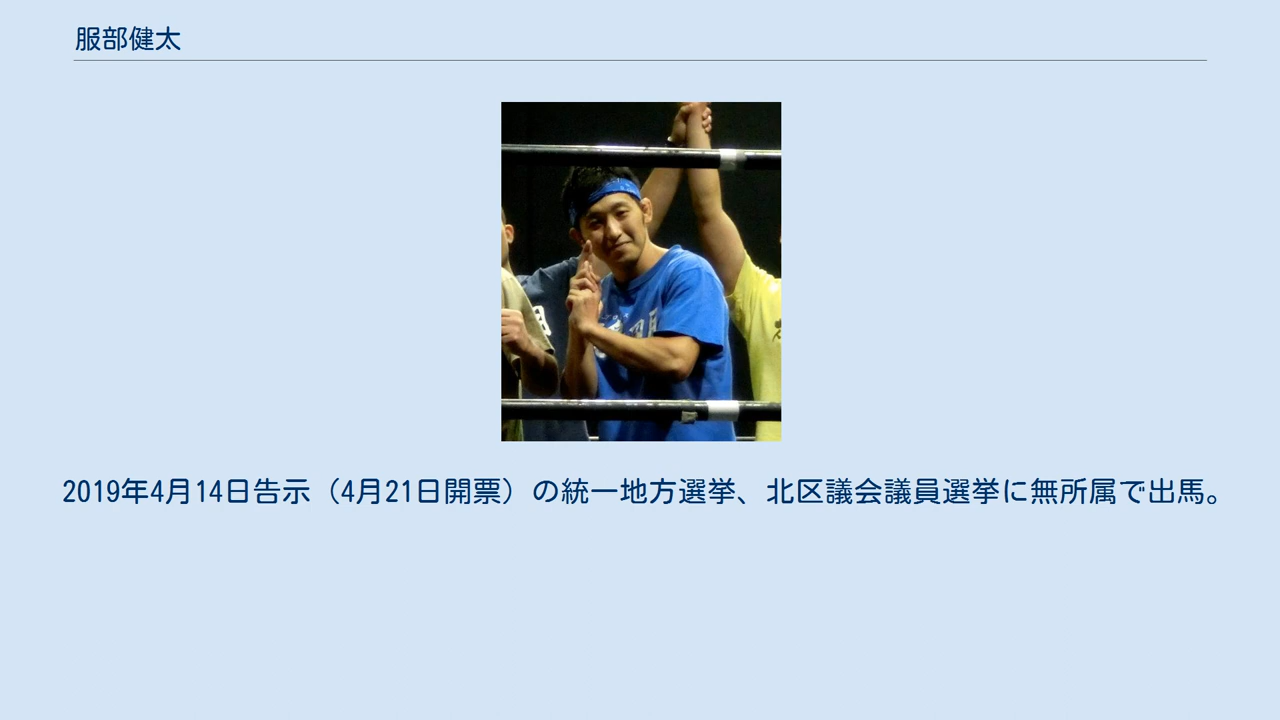 服部健太
2019年4月14日告示（4月21日開票）の統一地方選挙、北区議会議員選挙に無所属で出馬。